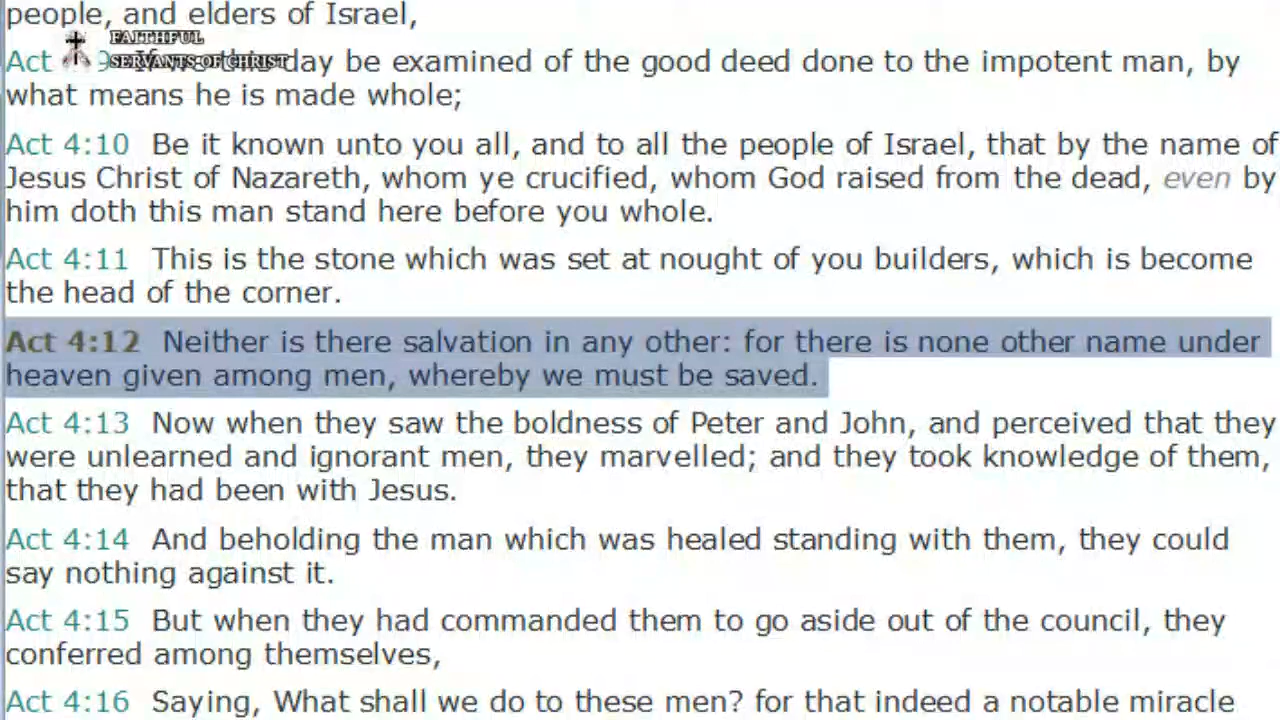 people, and elders of Israel,
FAITHFUL
SERVANTS OF CHRIST
Act 9 this day be examined of the good deed done to the impotent man, by
what means he is made whole;
Act 4:10 Be it known unto you all, and to all the people of Israel, that by the name of
Jesus Christ of Nazareth, whom ye crucified, whom God raised from the dead, even by
him doth this man stand here before you whole.
Act 4:11 This is the stone which was set at nought of you builders, which is become
the head of the corner.
Act 4:12 Neither is there salvation in any other: for there is none other name under
heaven given among men, whereby we must be saved.
Act 4:13 Now when they saw the boldness of Peter and John, and perceived that they
were unlearned and ignorant men, they marvelled; and they took knowledge of them,
that they had been with Jesus.
Act 4:14 And beholding the man which was healed standing with them, they could
say nothing against it.
Act 4:15 But when they had commanded them to go aside out of the council, they
conferred among themselves,
Act 4:16 Saying, What shall we do to these men? for that indeed a notable miracle